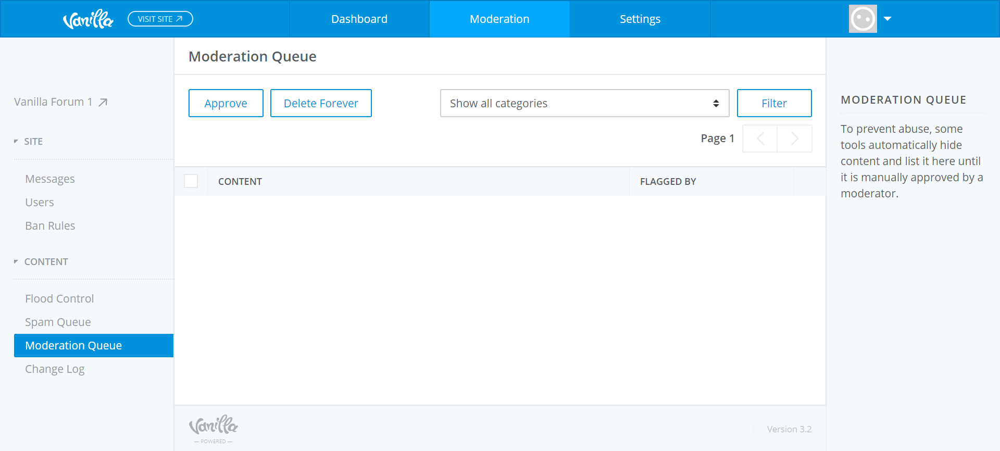 Vanilla
VISIT SITE
Dashboard
Moderation
Settings
Vanilla Forum 1
SITE
Messages
Users
Ban Rules
CONTENT
Flood Control
Spam Queue
Moderation Queue
Change Log
Moderation Queue
Approve
Delete Forever
Show all categories
Filter
Page 1
CONTENT
FLAGGED BY
MODERATION QUEUE
To prevent abuse, some
tools automatically hide
content and list it here until
it is manually approved by a
moderator.
Vanilla
— POWERED —
Version 3.2